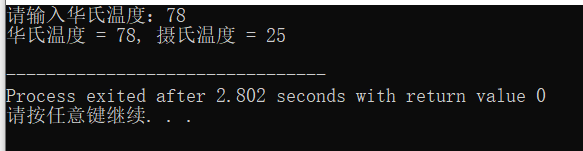 请输入华氏温度：78
华氏温度 = 78, 摄氏温度 = 25
--------------------------------
Process exited after 2.802 seconds with return value 0
请按任意键继续. . .